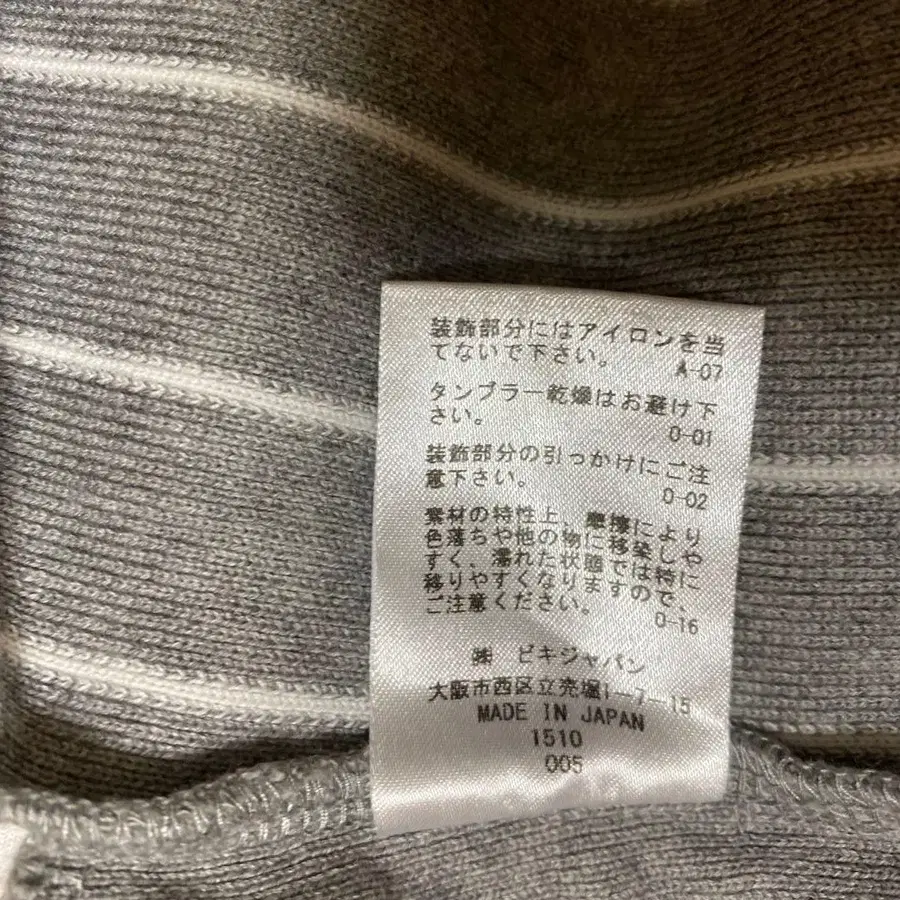 装飾部分にはアイロンを当
てないで下さい。 A-07
タンブラー乾燥はお避け下
さい。 0-01
装飾部分の引っかけにご注
意下さい。 0-02
素材の特性上、摩擦により
色落ちや他の物に移染しや
すく、濡れた状態では特に
移りやすくなりますので、
ご注意ください。 0-16
㈱ ビキジャパン
大阪市西区立売堀1-7-15
MADE IN JAPAN
1510
005